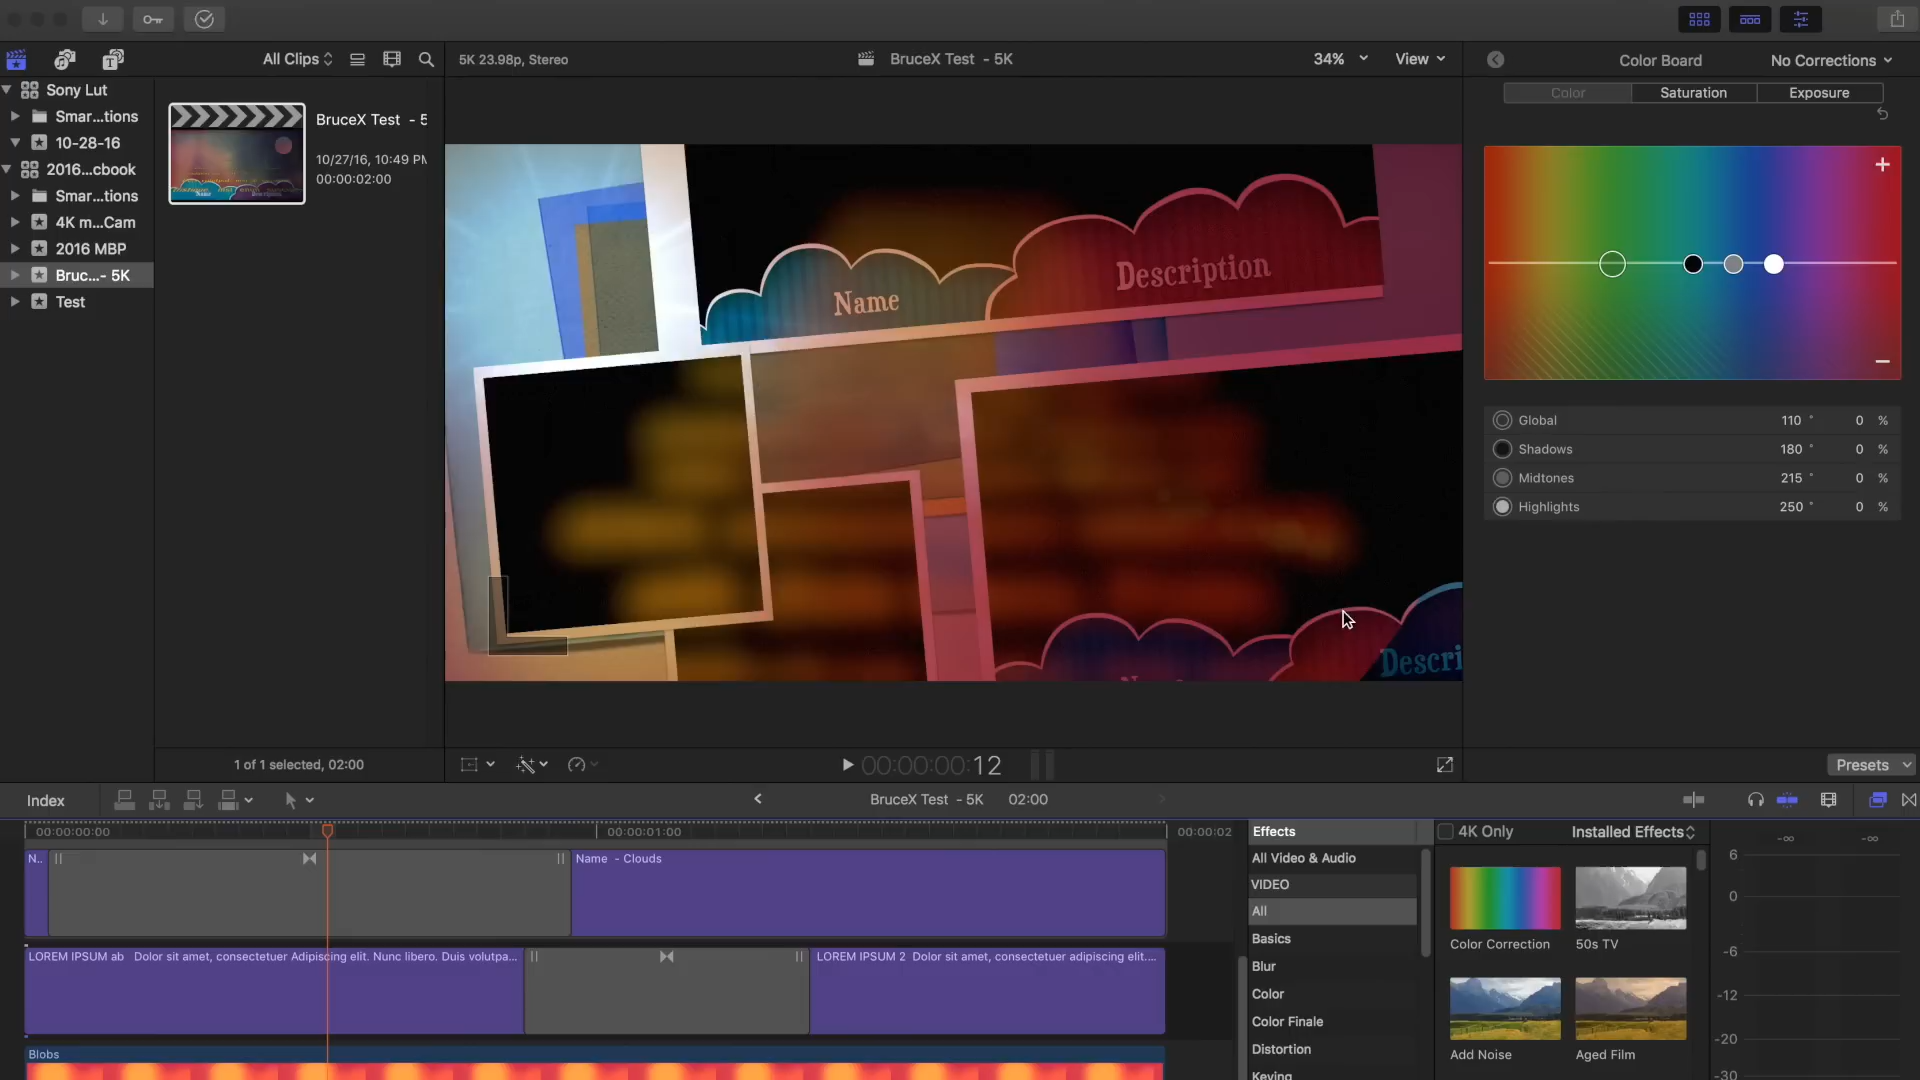 All Clips
5K 23.98p, Stereo
BruceX Test - 5K
34%
View
Color Board
No Corrections
Sony Lut
Smar...tions
10-28-16
2016...cbook
Smar...tions
4K m...Cam
2016 MBP
Bruc...- 5K
Test
BruceX Test - 5
10/27/16, 10:49 PM
00:00:02:00
Color
Saturation
Exposure
Name
Description
Descri
Global 110 ° 0 %
Shadows 180 ° 0 %
Midtones 215 ° 0 %
Highlights 250 ° 0 %
1 of 1 selected, 02:00
00:00:00:12
Presets
Index
BruceX Test - 5K 02:00
00:00:00:00
00:00:01:00
00:00:02
N..
Name - Clouds
LOREM IPSUM ab Dolor sit amet, consectetuer Adipiscing elit. Nunc libero. Duis volutpa...
LOREM IPSUM 2 Dolor sit amet, consectetuer adipiscing elit....
Blobs
Effects
4K Only
Installed Effects
All Video & Audio
VIDEO
All
Basics
Blur
Color
Color Finale
Distortion
Keying
Color Correction
50s TV
Add Noise
Aged Film
-∞ -∞
6
0
-6
-12
-20
-30